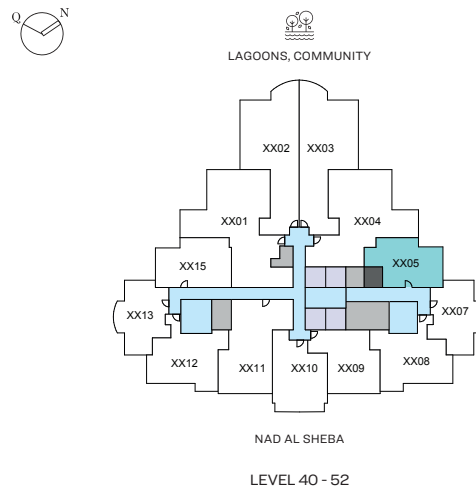 Q N
LAGOONS, COMMUNITY
XX02 XX03
XX01 XX04
XX15 XX05
XX13 XX07
XX12 XX11 XX10 XX09 XX08
NAD AL SHEBA
LEVEL 40 - 52